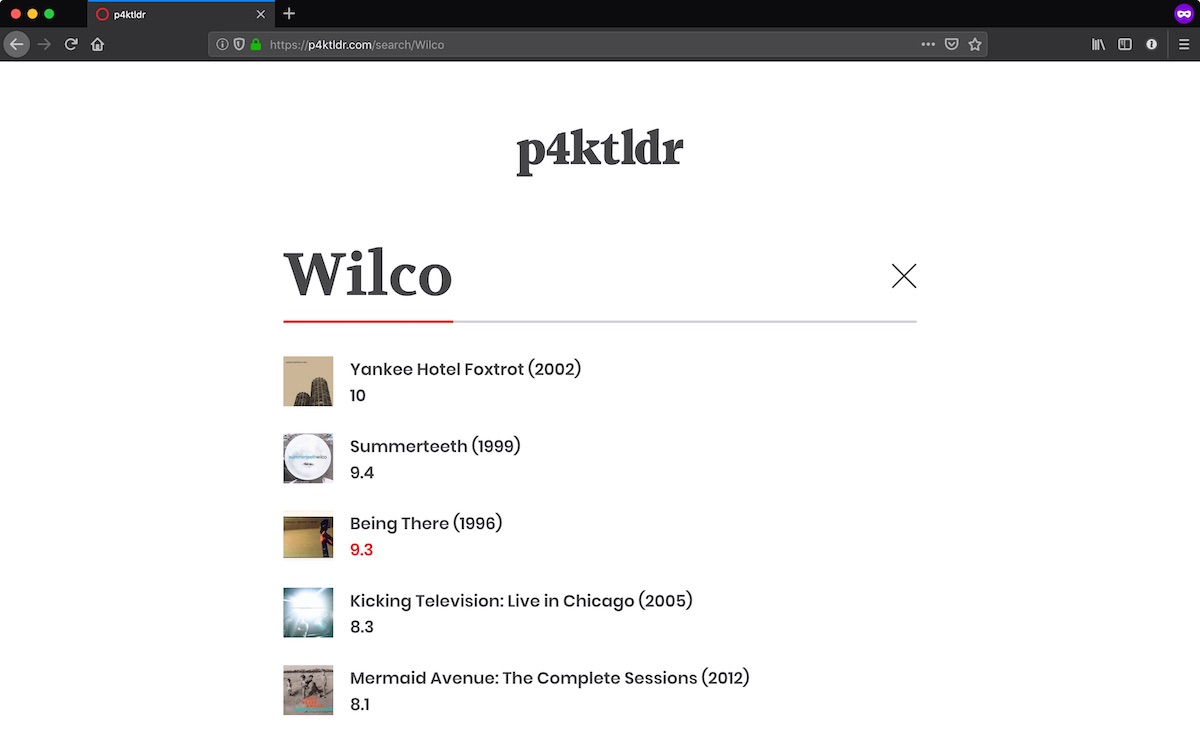 p4ktldr
https://p4ktldr.com/search/Wilco
p4ktldr
Wilco
Yankee Hotel Foxtrot (2002)
10
Summerteeth (1999)
9.4
Being There (1996)
9.3
Kicking Television: Live in Chicago (2005)
8.3
Mermaid Avenue: The Complete Sessions (2012)
8.1